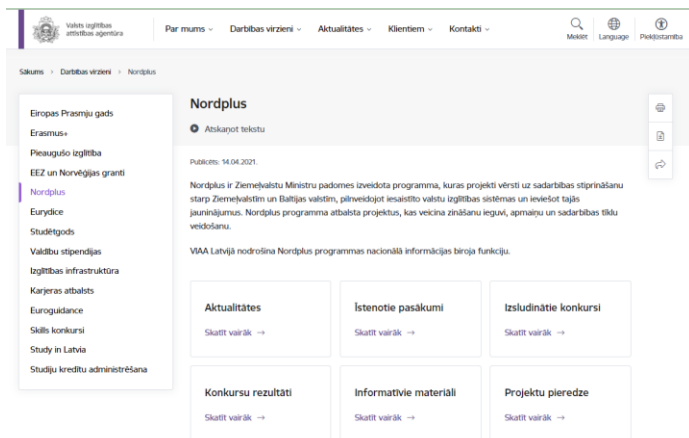 Valsts izglītības
attīstības aģentūra
Par mums
Darbības virzieni
Aktualitātes
Klientiem
Kontakti
Meklēt
Language
Piekļūstamība
Sākums
Darbības virzieni
Nordplus
Eiropas Prasmju gads
Erasmus+
Pieaugušo izglītība
EEZ un Norvēģijas granti
Nordplus
Eurydice
Studētgods
Valdību stipendijas
Izglītības infrastruktūra
Karjeras atbalsts
Euroguidance
Skills konkursi
Study in Latvia
Studiju kredītu administrēšana
Nordplus
Atskaņot tekstu
Publicēts: 14.04.2021.
Nordplus ir Ziemeļvalstu Ministru padomes izveidota programma, kuras projekti vērsti uz sadarbības stiprināšanu
starp Ziemeļvalstīm un Baltijas valstīm, pilnveidojot iesaistīto valstu izglītības sistēmas un ieviešot tajās
jauninājumus. Nordplus programma atbalsta projektus, kas veicina zināšanu ieguvi, apmaiņu un sadarbības tīklu
veidošanu.
VIAA Latvijā nodrošina Nordplus programmas nacionālā informācijas biroja funkciju.
Aktualitātes
Skatīt vairāk →
Īstenotie pasākumi
Skatīt vairāk →
Izsludinātie konkursi
Skatīt vairāk →
Konkursu rezultāti
Skatīt vairāk →
Informatīvie materiāli
Skatīt vairāk →
Projektu pieredze
Skatīt vairāk →